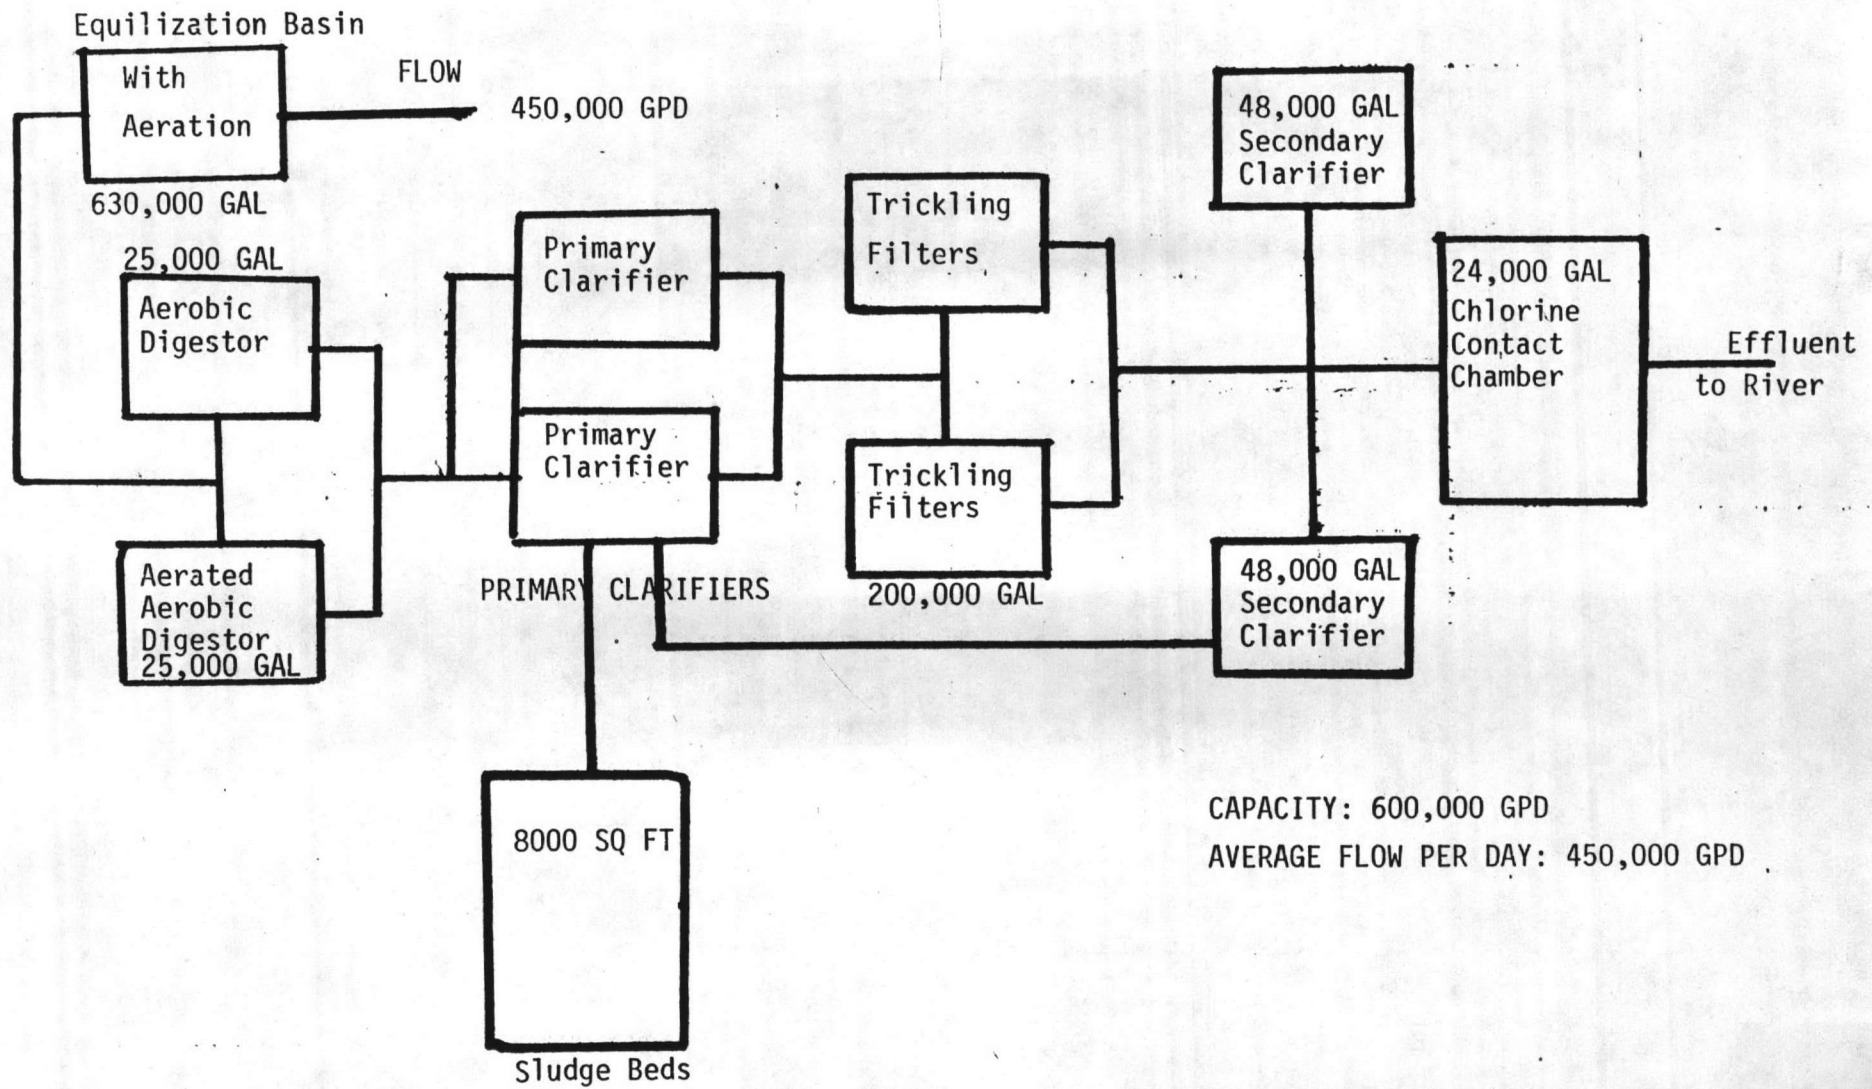 Equilization Basin
With
Aeration
FLOW
450,000 GPD
630,000 GAL
25,000 GAL
Aerobic
Digestor
Aerated
Aerobic
Digestor
25,000 GAL
Primary
Clarifier
Primary
Clarifier
PRIMARY CLARIFIERS
8000 SQ FT
Sludge Beds
Trickling
Filters
Trickling
Filters
200,000 GAL
48,000 GAL
Secondary
Clarifier
48,000 GAL
Secondary
Clarifier
24,000 GAL
Chlorine
Contact
Chamber
Effluent
to River
CAPACITY: 600,000 GPD
AVERAGE FLOW PER DAY: 450,000 GPD